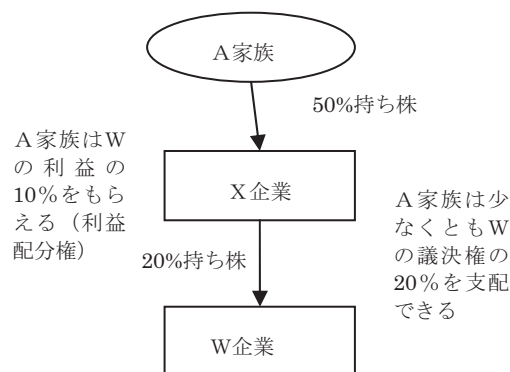 A家族
50%持ち株
A家族はW
の利益の
10%をもら
える（利益
配分権）
X企業
A家族は少
なくともW
の議決権の
20%を支配
できる
20%持ち株
W企業